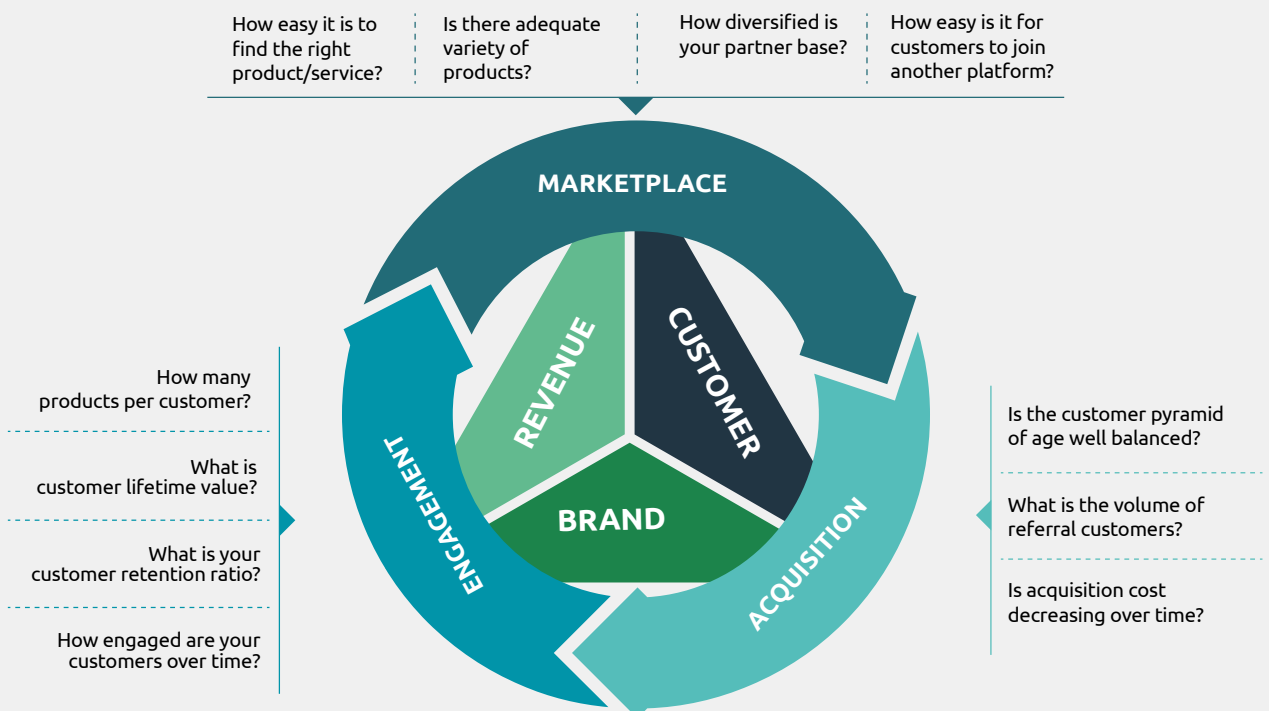 How easy it is to
find the right
product/service?
Is there adequate
variety of
products?
How diversified is
your partner base?
How easy is it for
customers to join
another platform?
MARKETPLACE
REVENUE
CUSTOMER
BRAND
ENGAGEMENT
ACQUISITION
How many
products per customer?
What is
customer lifetime value?
What is your
customer retention ratio?
How engaged are your
customers over time?
Is the customer pyramid
of age well balanced?
What is the volume of
referral customers?
Is acquisition cost
decreasing over time?